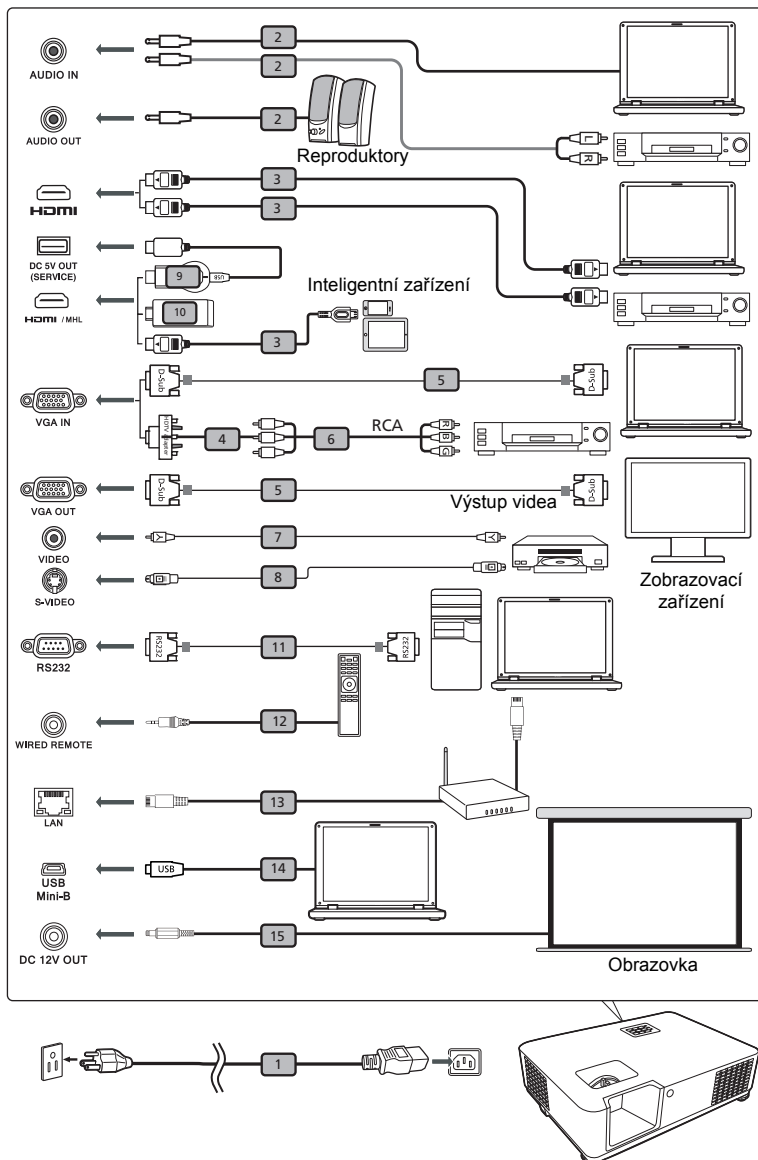 2
AUDIO IN
2
AUDIO OUT
2
Reproduktory
L
R
3
HDMI
3
DC 5V OUT
(SERVICE)
9
USB
Inteligentní zařízení
10
HDMI / MHL
3
D-Sub
5
D-Sub
VGA IN
HDTV adapter
4
6
RCA
R
B
G
D-Sub
5
Výstup videa
D-Sub
VGA OUT
7
VIDEO
8
Zobrazovací
zařízení
S-VIDEO
RS232
11
RS232
RS232
12
WIRED REMOTE
13
LAN
USB
14
USB
Mini-B
15
DC 12V OUT
Obrazovka
1